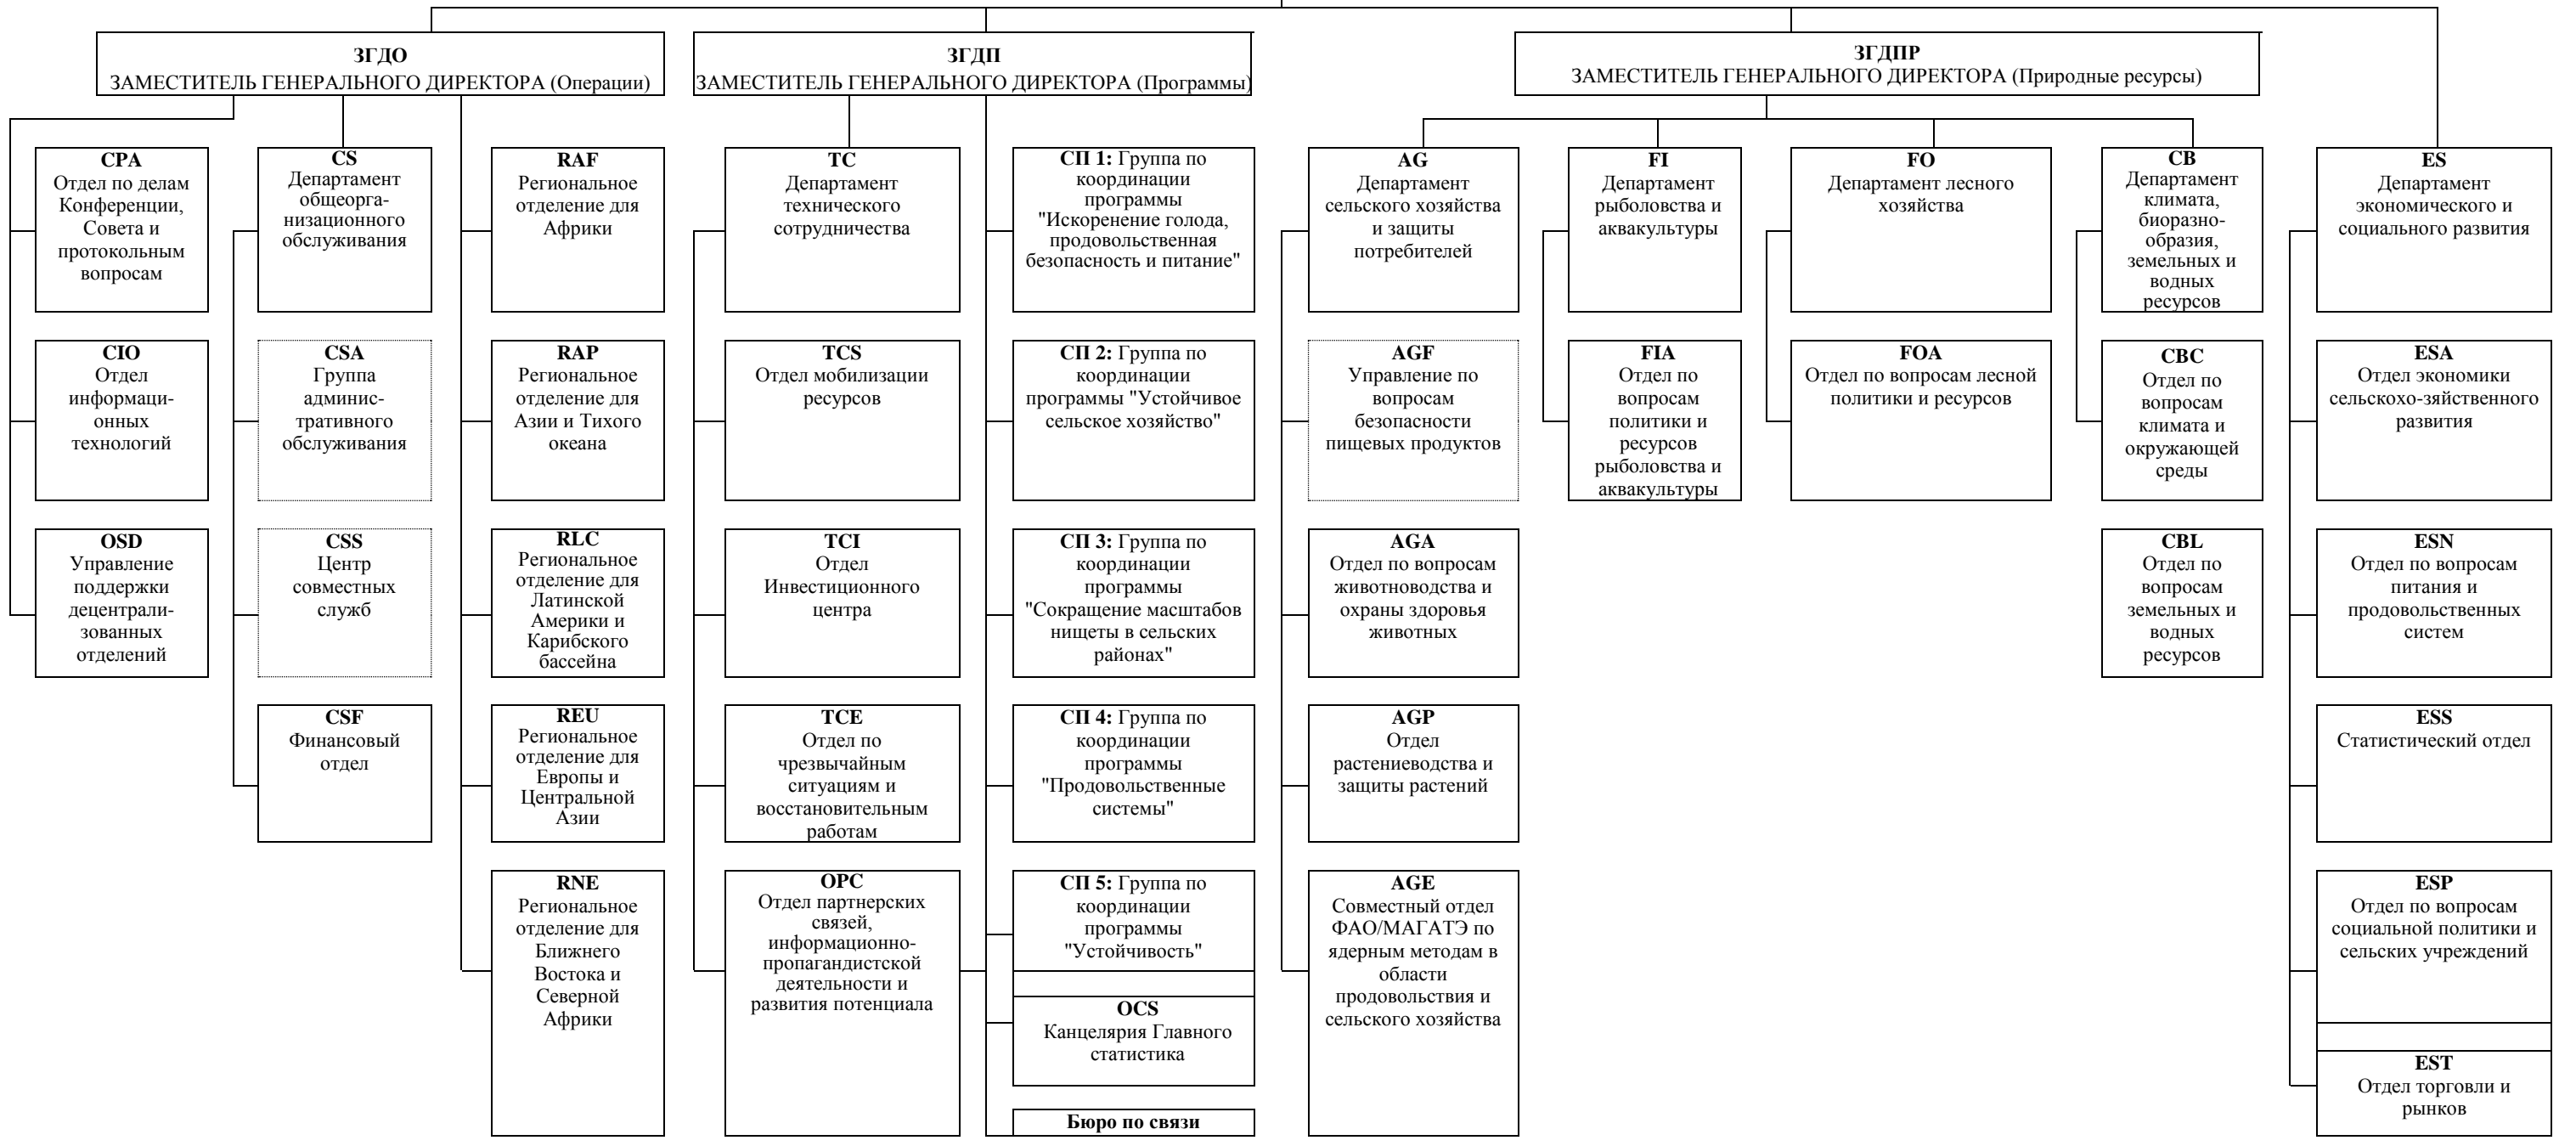 ЗГДО
ЗАМЕСТИТЕЛЬ ГЕНЕРАЛЬНОГО ДИРЕКТОРА (Операции)
ЗГДП
ЗАМЕСТИТЕЛЬ ГЕНЕРАЛЬНОГО ДИРЕКТОРА (Программы)
ЗГДПР
ЗАМЕСТИТЕЛЬ ГЕНЕРАЛЬНОГО ДИРЕКТОРА (Природные ресурсы)
CPA
Отдел по делам
Конференции,
Совета и
протокольным
вопросам
CIO
Отдел
информаци-
онных
технологий
OSD
Управление
поддержки
децентрали-
зованных
отделений
CS
Департамент
общеорга-
низационного
обслуживания
CSA
Группа
админис-
тративного
обслуживания
CSS
Центр
совместных
служб
CSF
Финансовый
отдел
RAF
Региональное
отделение для
Африки
RAP
Региональное
отделение для
Азии и Тихого
океана
RLC
Региональное
отделение для
Латинской
Америки и
Карибского
бассейна
REU
Региональное
отделение для
Европы и
Центральной
Азии
RNE
Региональное
отделение для
Ближнего
Востока и
Северной
Африки
TC
Департамент
технического
сотрудничества
TCS
Отдел мобилизации
ресурсов
TCI
Отдел
Инвестиционного
центра
TCE
Отдел по
чрезвычайным
ситуациям и
восстановительным
работам
OPC
Отдел партнерских
связей,
информационно-
пропагандистской
деятельности и
развития потенциала
СП 1: Группа по
координации
программы
"Искоренение голода,
продовольственная
безопасность и питание"
СП 2: Группа по
координации
программы "Устойчивое
сельское хозяйство"
СП 3: Группа по
координации
программы
"Сокращение масштабов
нищеты в сельских
районах"
СП 4: Группа по
координации
программы
"Продовольственные
системы"
СП 5: Группа по
координации
программы
"Устойчивость"
OCS
Канцелярия Главного
статистика
Бюро по связи
AG
Департамент
сельского хозяйства
и защиты
потребителей
AGF
Управление по
вопросам
безопасности
пищевых продуктов
AGA
Отдел по вопросам
животноводства и
охраны здоровья
животных
AGP
Отдел
растениеводства и
защиты растений
AGE
Совместный отдел
ФАО/МАГАТЭ по
ядерным методам в
области
продовольствия и
сельского хозяйства
FI
Департамент
рыболовства и
аквакультуры
FIA
Отдел по
вопросам
политики и
ресурсов
рыболовства и
аквакультуры
FO
Департамент лесного
хозяйства
FOA
Отдел по вопросам лесной
политики и ресурсов
CB
Департамент
климата,
биоразно-
образия,
земельных и
водных
ресурсов
CBC
Отдел по
вопросам
климата и
окружающей
среды
CBL
Отдел по
вопросам
земельных и
водных
ресурсов
ES
Департамент
экономического и
социального развития
ESA
Отдел экономики
сельскохо-зяйственного
развития
ESN
Отдел по вопросам
питания и
продовольственных
систем
ESS
Статистический отдел
ESP
Отдел по вопросам
социальной политики и
сельских учреждений
EST
Отдел торговли и
рынков